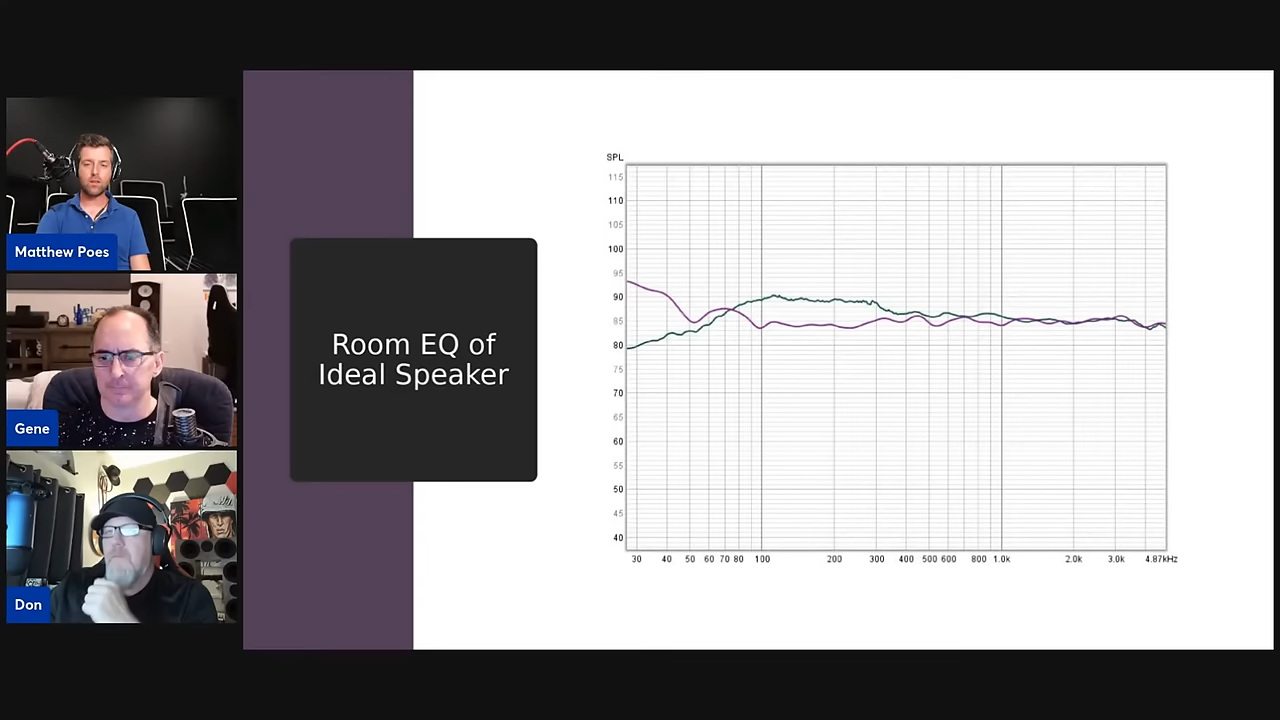 Matthew Poes
Gene
Don
Room EQ of
Ideal Speaker
SPL
115
110
105
100
95
90
85
80
75
70
65
60
55
50
45
40
30 40 50 60 70 80 100 200 300 400 500 600 800 1.0k 2.0k 3.0k 4.87kHz